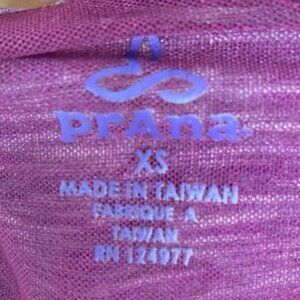 prAna
XS
MADE IN TAIWAN
FABRIQUE A
TAIWAN
RN 124977